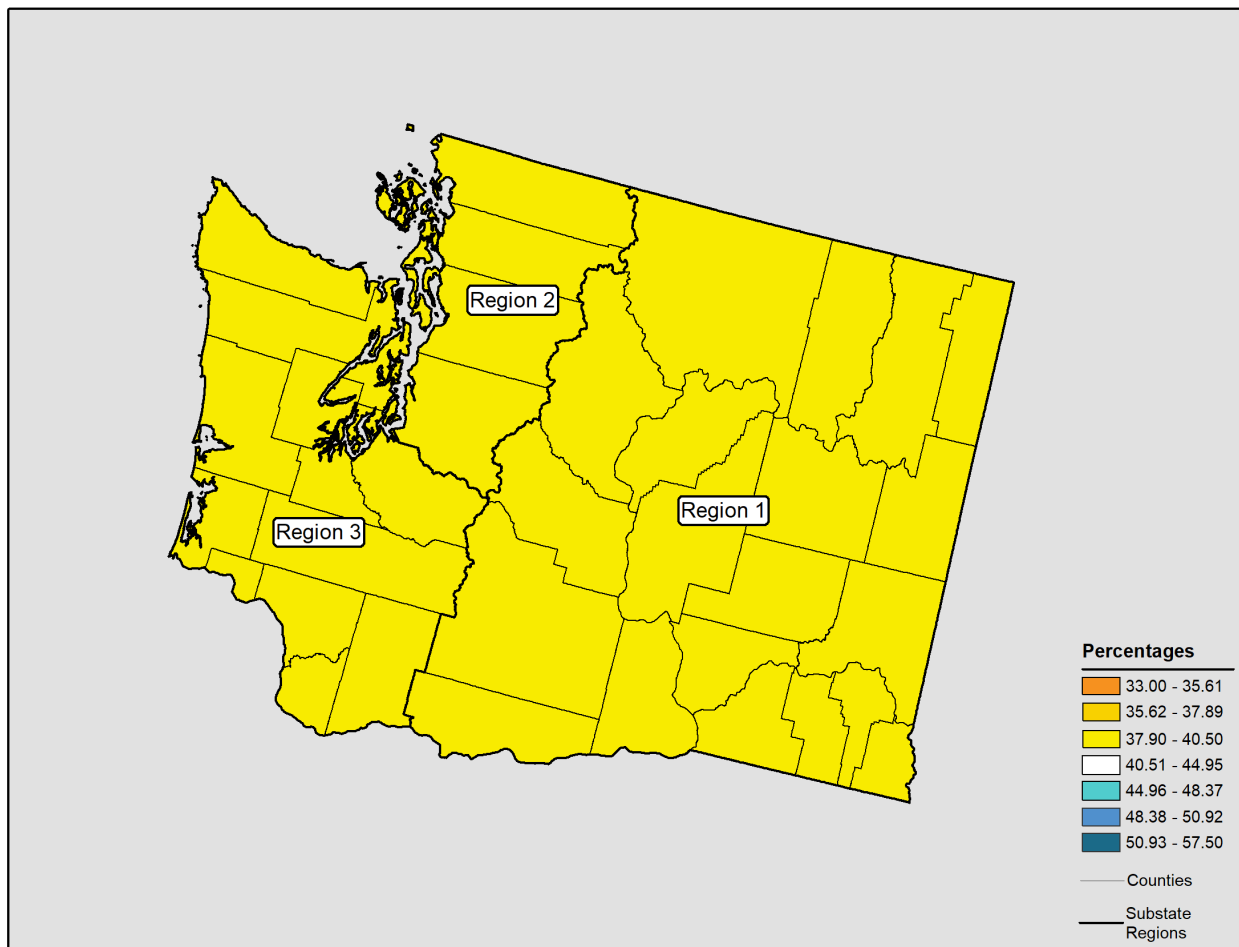 Region 2
Region 1
Region 3
Percentages
33.00 - 35.61
35.62 - 37.89
37.90 - 40.50
40.51 - 44.95
44.96 - 48.37
48.38 - 50.92
50.93 - 57.50
Counties
Substate
Regions